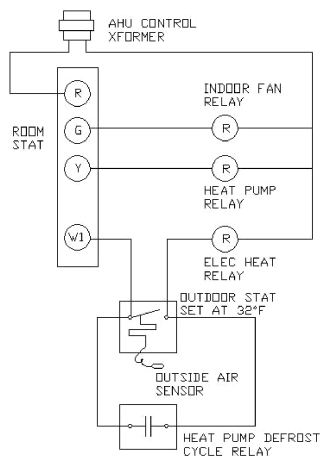 AHU CONTROL
XFORMER
R
INDOOR FAN
RELAY
ROOM
STAT
G
R
Y
R
HEAT PUMP
RELAY
W1
R
ELEC HEAT
RELAY
OUTDOOR STAT
SET AT 32°F
OUTSIDE AIR
SENSOR
HEAT PUMP DEFROST
CYCLE RELAY